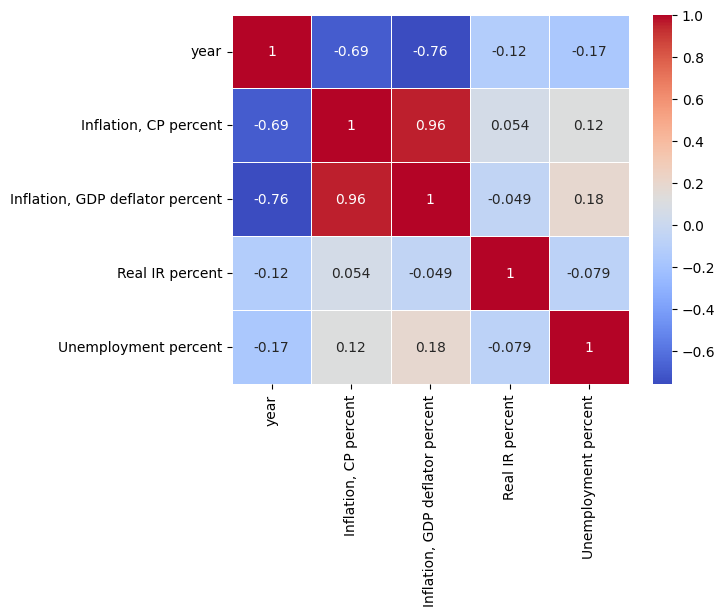 year 1 -0.69 -0.76 -0.12 -0.17
Inflation, CP percent -0.69 1 0.96 0.054 0.12
Inflation, GDP deflator percent -0.76 0.96 1 -0.049 0.18
Real IR percent -0.12 0.054 -0.049 1 -0.079
Unemployment percent -0.17 0.12 0.18 -0.079 1
year
Inflation, CP percent
Inflation, GDP deflator percent
Real IR percent
Unemployment percent
1.0
0.8
0.6
0.4
0.2
0.0
−0.2
−0.4
−0.6